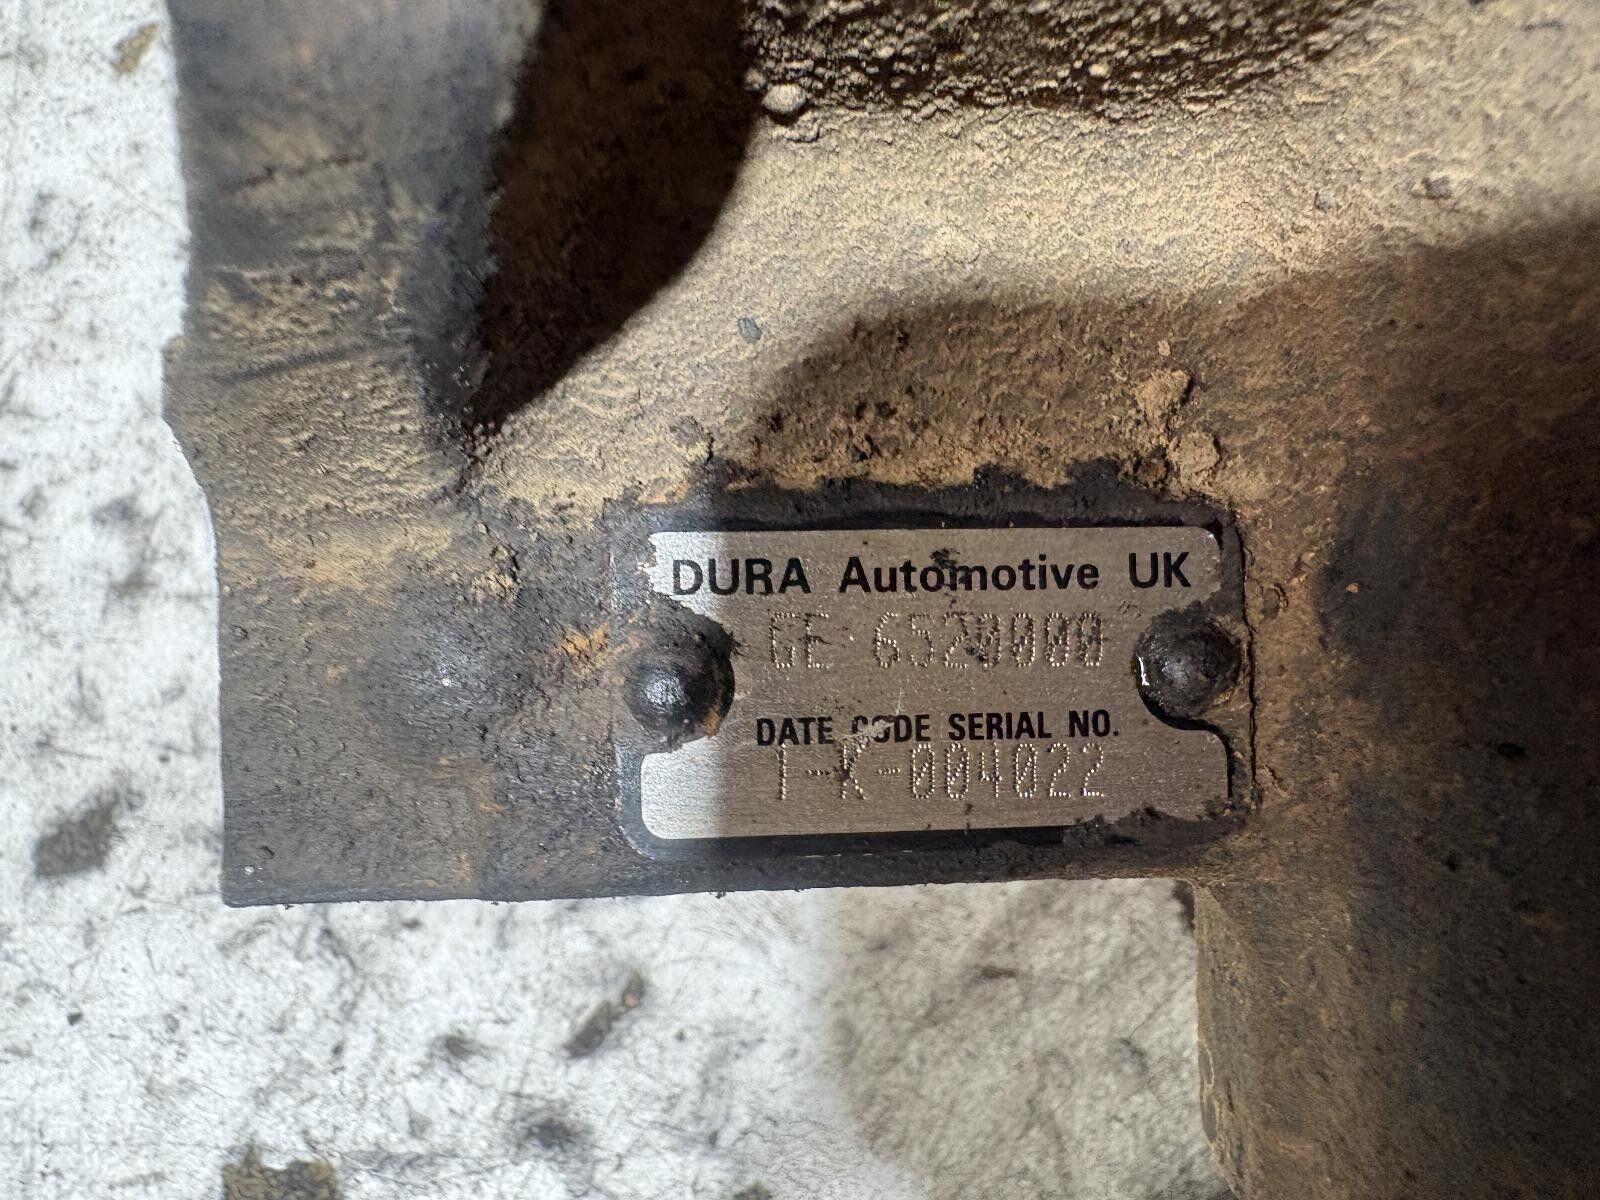 DURA Automotive UK
GE 6520000
DATE CODE SERIAL NO.
1-K-004022